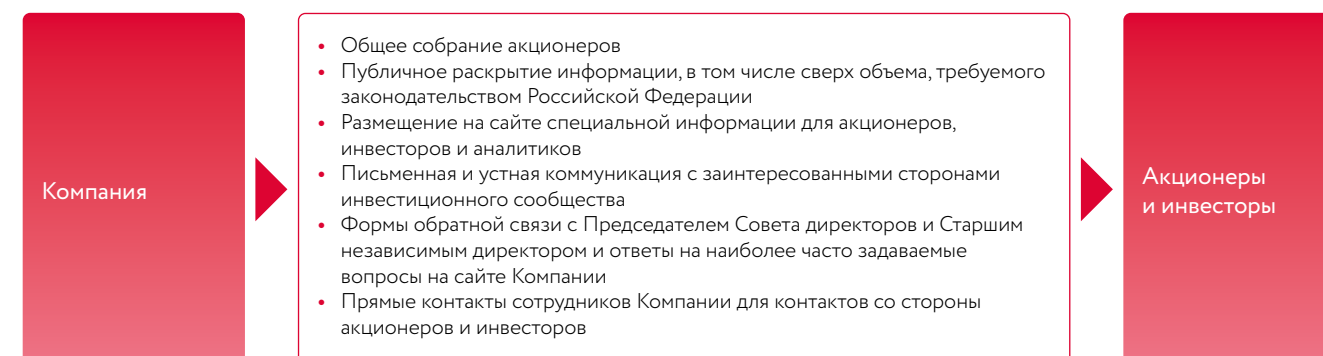 Компания
• Общее собрание акционеров
• Публичное раскрытие информации, в том числе сверх объема, требуемого
законодательством Российской Федерации
• Размещение на сайте специальной информации для акционеров,
инвесторов и аналитиков
• Письменная и устная коммуникация с заинтересованными сторонами
инвестиционного сообщества
• Формы обратной связи с Председателем Совета директоров и Старшим
независимым директором и ответы на наиболее часто задаваемые
вопросы на сайте Компании
• Прямые контакты сотрудников Компании для контактов со стороны
акционеров и инвесторов
Акционеры
и инвесторы